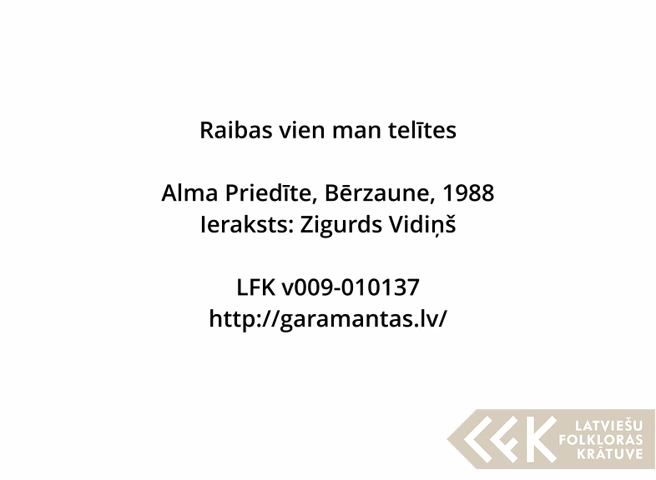 Raibas vien man telītes
Alma Priedīte, Bērzaune, 1988
Ieraksts: Zigurds Vidiņš
LFK v009-010137
http://garamantas.lv/
LFK
LATVIEŠU
FOLKLORAS
KRĀTUVE